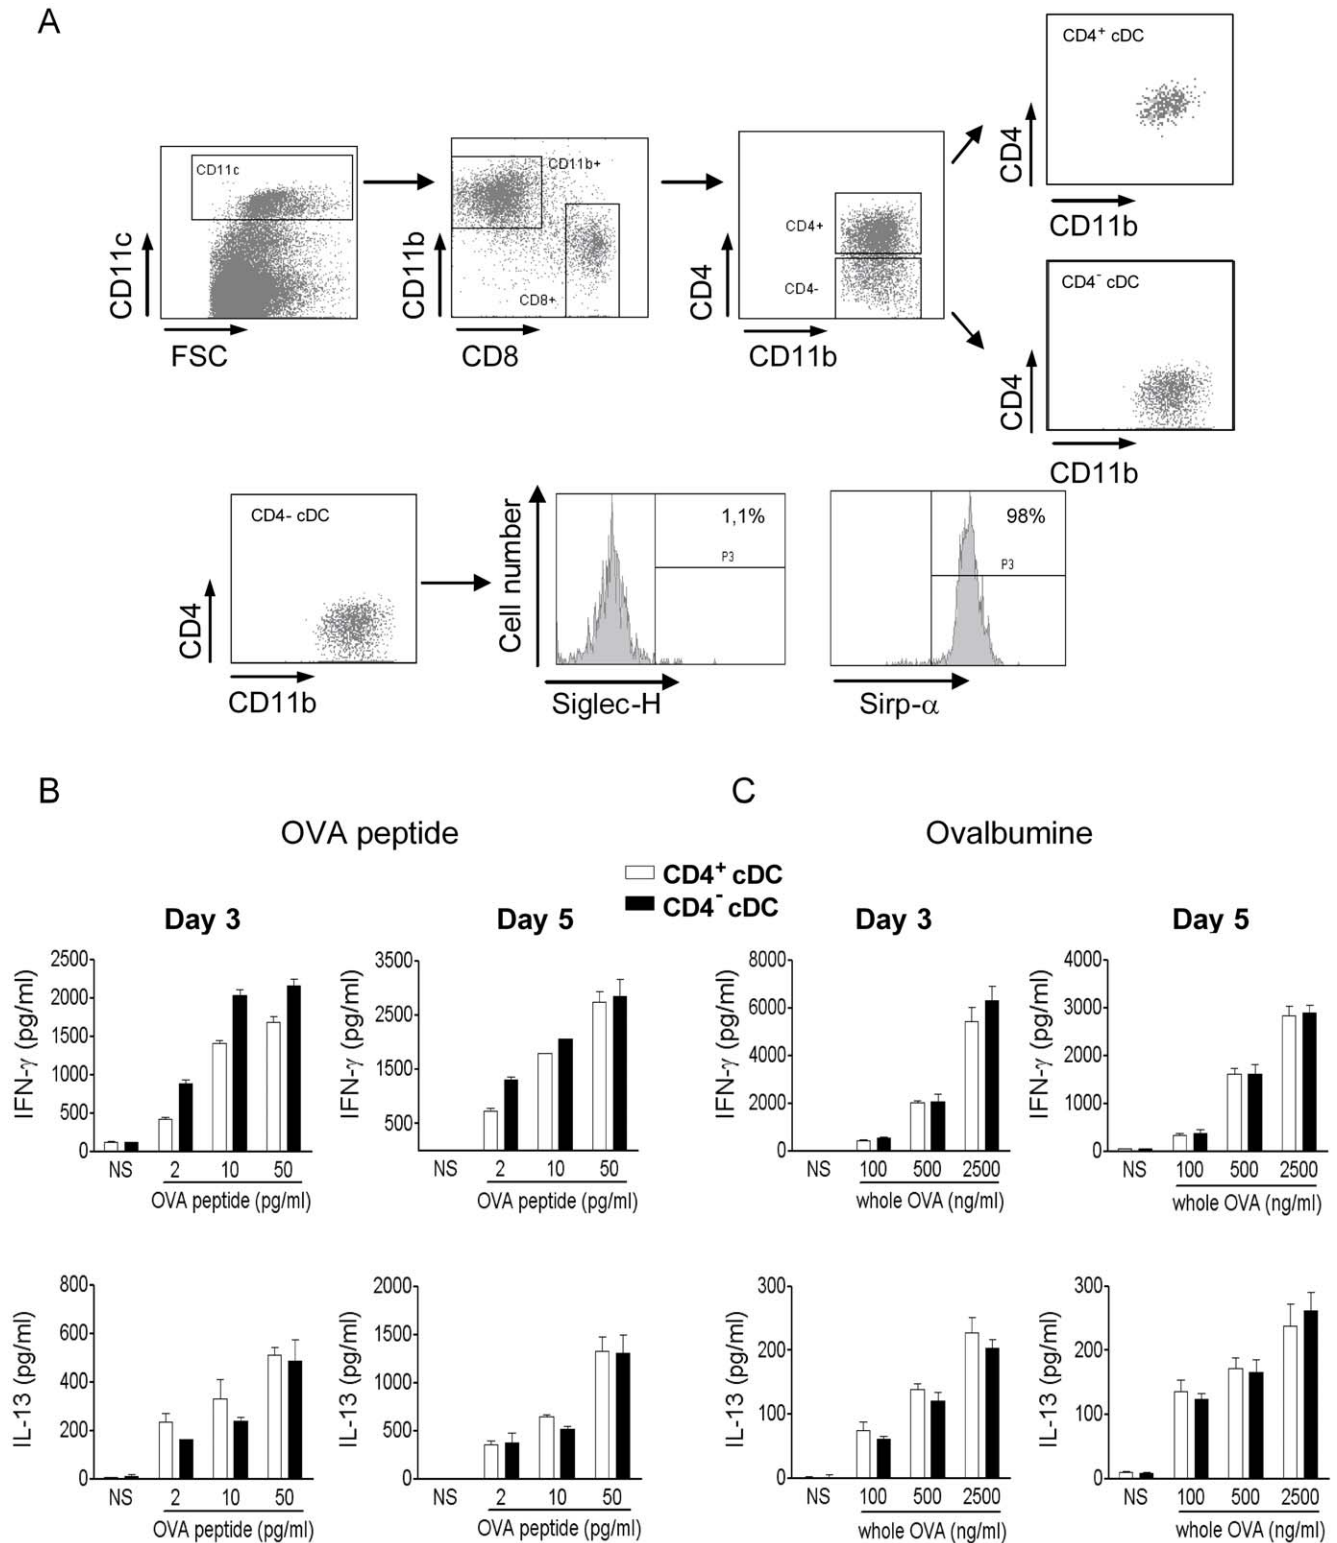 A
CD4+ cDC
CD4
CD11b
CD11c
CD11c
FSC
CD11b+
CD8+
CD11b
CD8
CD4+
CD4-
CD4
CD11b
CD4- cDC
CD4
CD11b
CD4- cDC
CD4
CD11b
Cell number
1,1%
P3
Siglec-H
98%
P3
Sirp-α
B
C
OVA peptide
Ovalbumine
CD4+ cDC
CD4- cDC
Day 3
Day 5
Day 3
Day 5
IFN-γ (pg/ml)
2500
2000
1500
1000
500
0
NS 2 10 50
OVA peptide (pg/ml)
IFN-γ (pg/ml)
3500
2500
1500
500
NS 2 10 50
OVA peptide (pg/ml)
IFN-γ (pg/ml)
8000
6000
4000
2000
0
NS 100 500 2500
whole OVA (ng/ml)
IFN-γ (pg/ml)
4000
3000
2000
1000
0
NS 100 500 2500
whole OVA (ng/ml)
IL-13 (pg/ml)
800
600
400
200
0
NS 2 10 50
OVA peptide (pg/ml)
IL-13 (pg/ml)
2000
1500
1000
500
0
NS 2 10 50
OVA peptide (pg/ml)
IL-13 (pg/ml)
300
200
100
0
NS 100 500 2500
whole OVA (ng/ml)
IL-13 (pg/ml)
300
200
100
0
NS 100 500 2500
whole OVA (ng/ml)